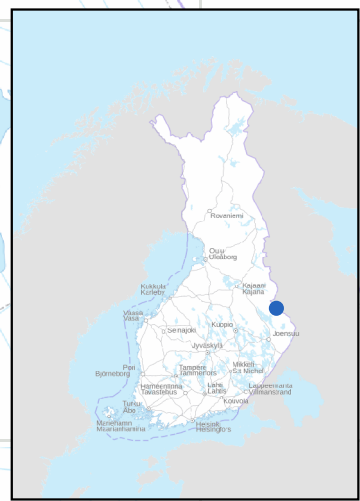 Rovaniemi
Oulu
Uleåborg
Kajaani
Kajana
Kokkola
Karleby
Vaasa
Vasa
Seinäjoki
Kuopio
Joensuu
Jyväskylä
Mikkeli
S:t Michel
Pori
Björneborg
Tampere
Tammerfors
Hämeenlinna
Tavastehus
Lahti
Lahtis
Lappeenranta
Villmanstrand
Kouvola
Turku
Åbo
Maarianhamina
Helsinki
Helsingfors